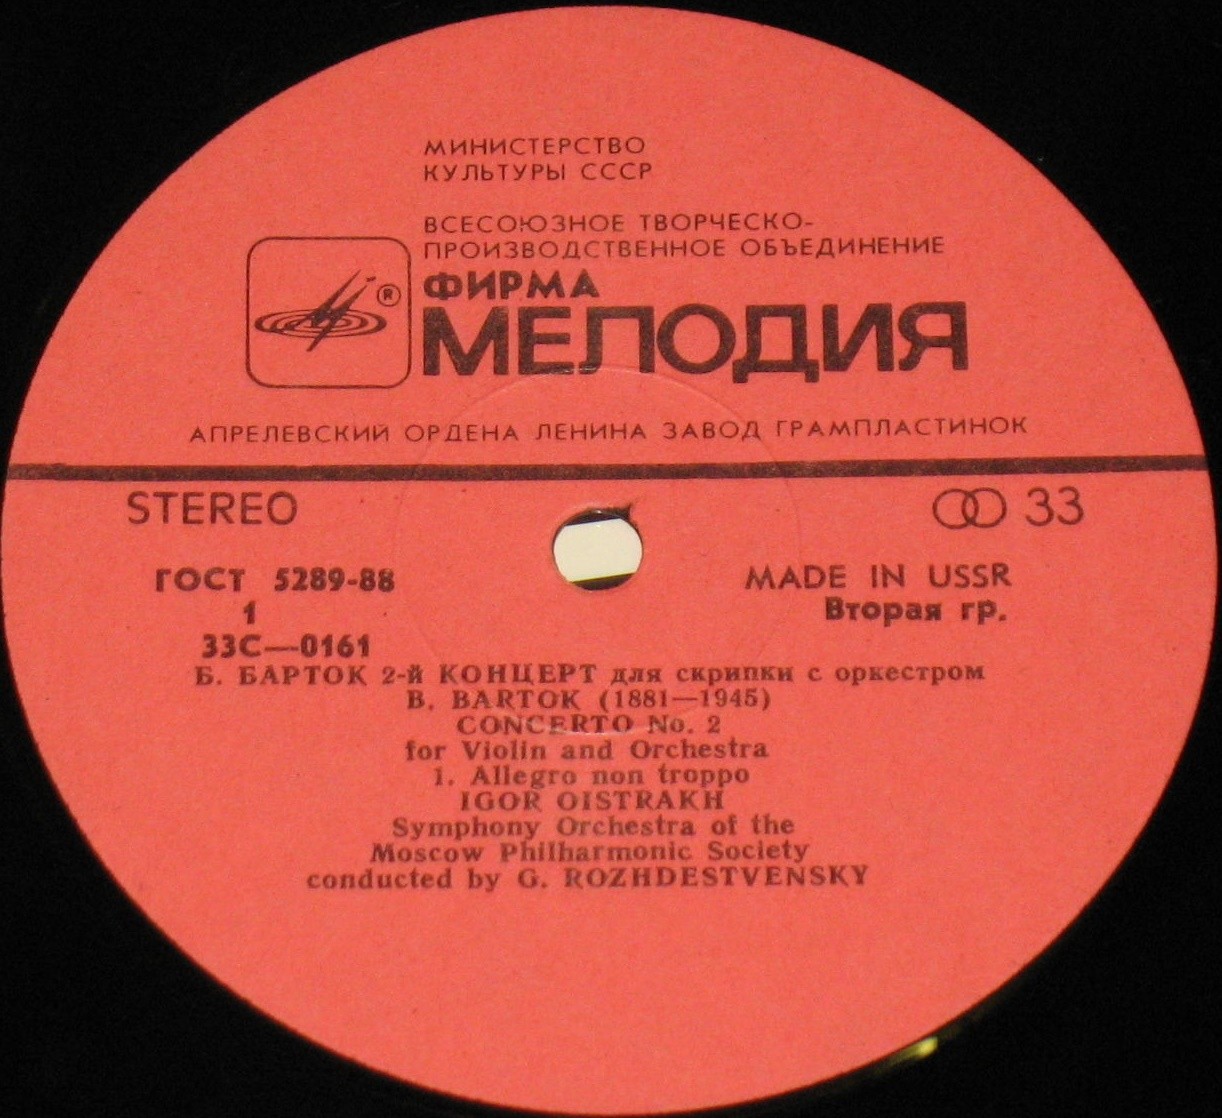 МИНИСТЕРСТВО
КУЛЬТУРЫ СССР
ВСЕСОЮЗНОЕ ТВОРЧЕСКО-
ПРОИЗВОДСТВЕННОЕ ОБЪЕДИНЕНИЕ
ФИРМА
®
МЕЛОДИЯ
АПРЕЛЕВСКИЙ ОРДЕНА ЛЕНИНА ЗАВОД ГРАМПЛАСТИНОК
STEREO 33
ГОСТ 5289-88 MADE IN USSR
1 Вторая гр.
33С—0161
Б. БАРТОК 2-й КОНЦЕРТ для скрипки с оркестром
B. BARTOK (1881—1945)
CONCERTO No. 2
for Violin and Orchestra
1. Allegro non troppo
IGOR OISTRAKH
Symphony Orchestra of the
Moscow Philharmonic Society
conducted by G. ROZHDESTVENSKY